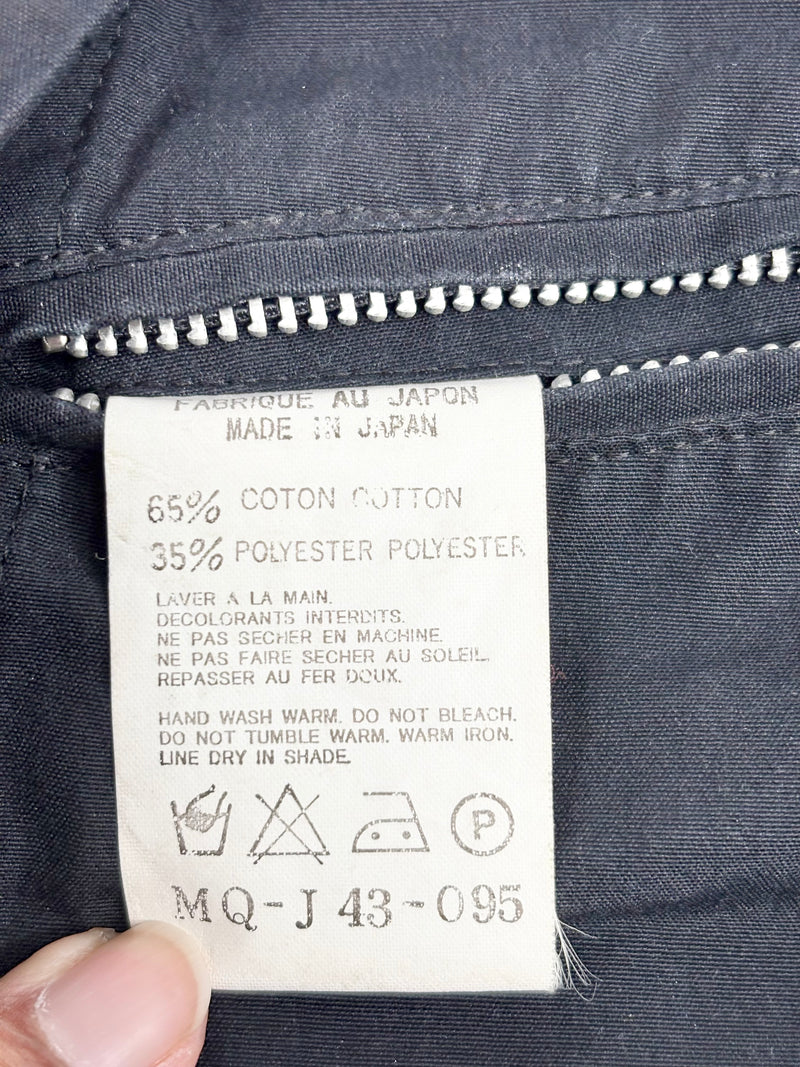 FABRIQUE AU JAPON
MADE IN JAPAN
65% COTON COTTON
35% POLYESTER POLYESTER
LAVER A LA MAIN.
DECOLORANTS INTERDITS.
NE PAS SECHER EN MACHINE.
NE PAS FAIRE SECHER AU SOLEIL.
REPASSER AU FER DOUX.
HAND WASH WARM. DO NOT BLEACH.
DO NOT TUMBLE WARM. WARM IRON.
LINE DRY IN SHADE.
P
MQ-J 43-095